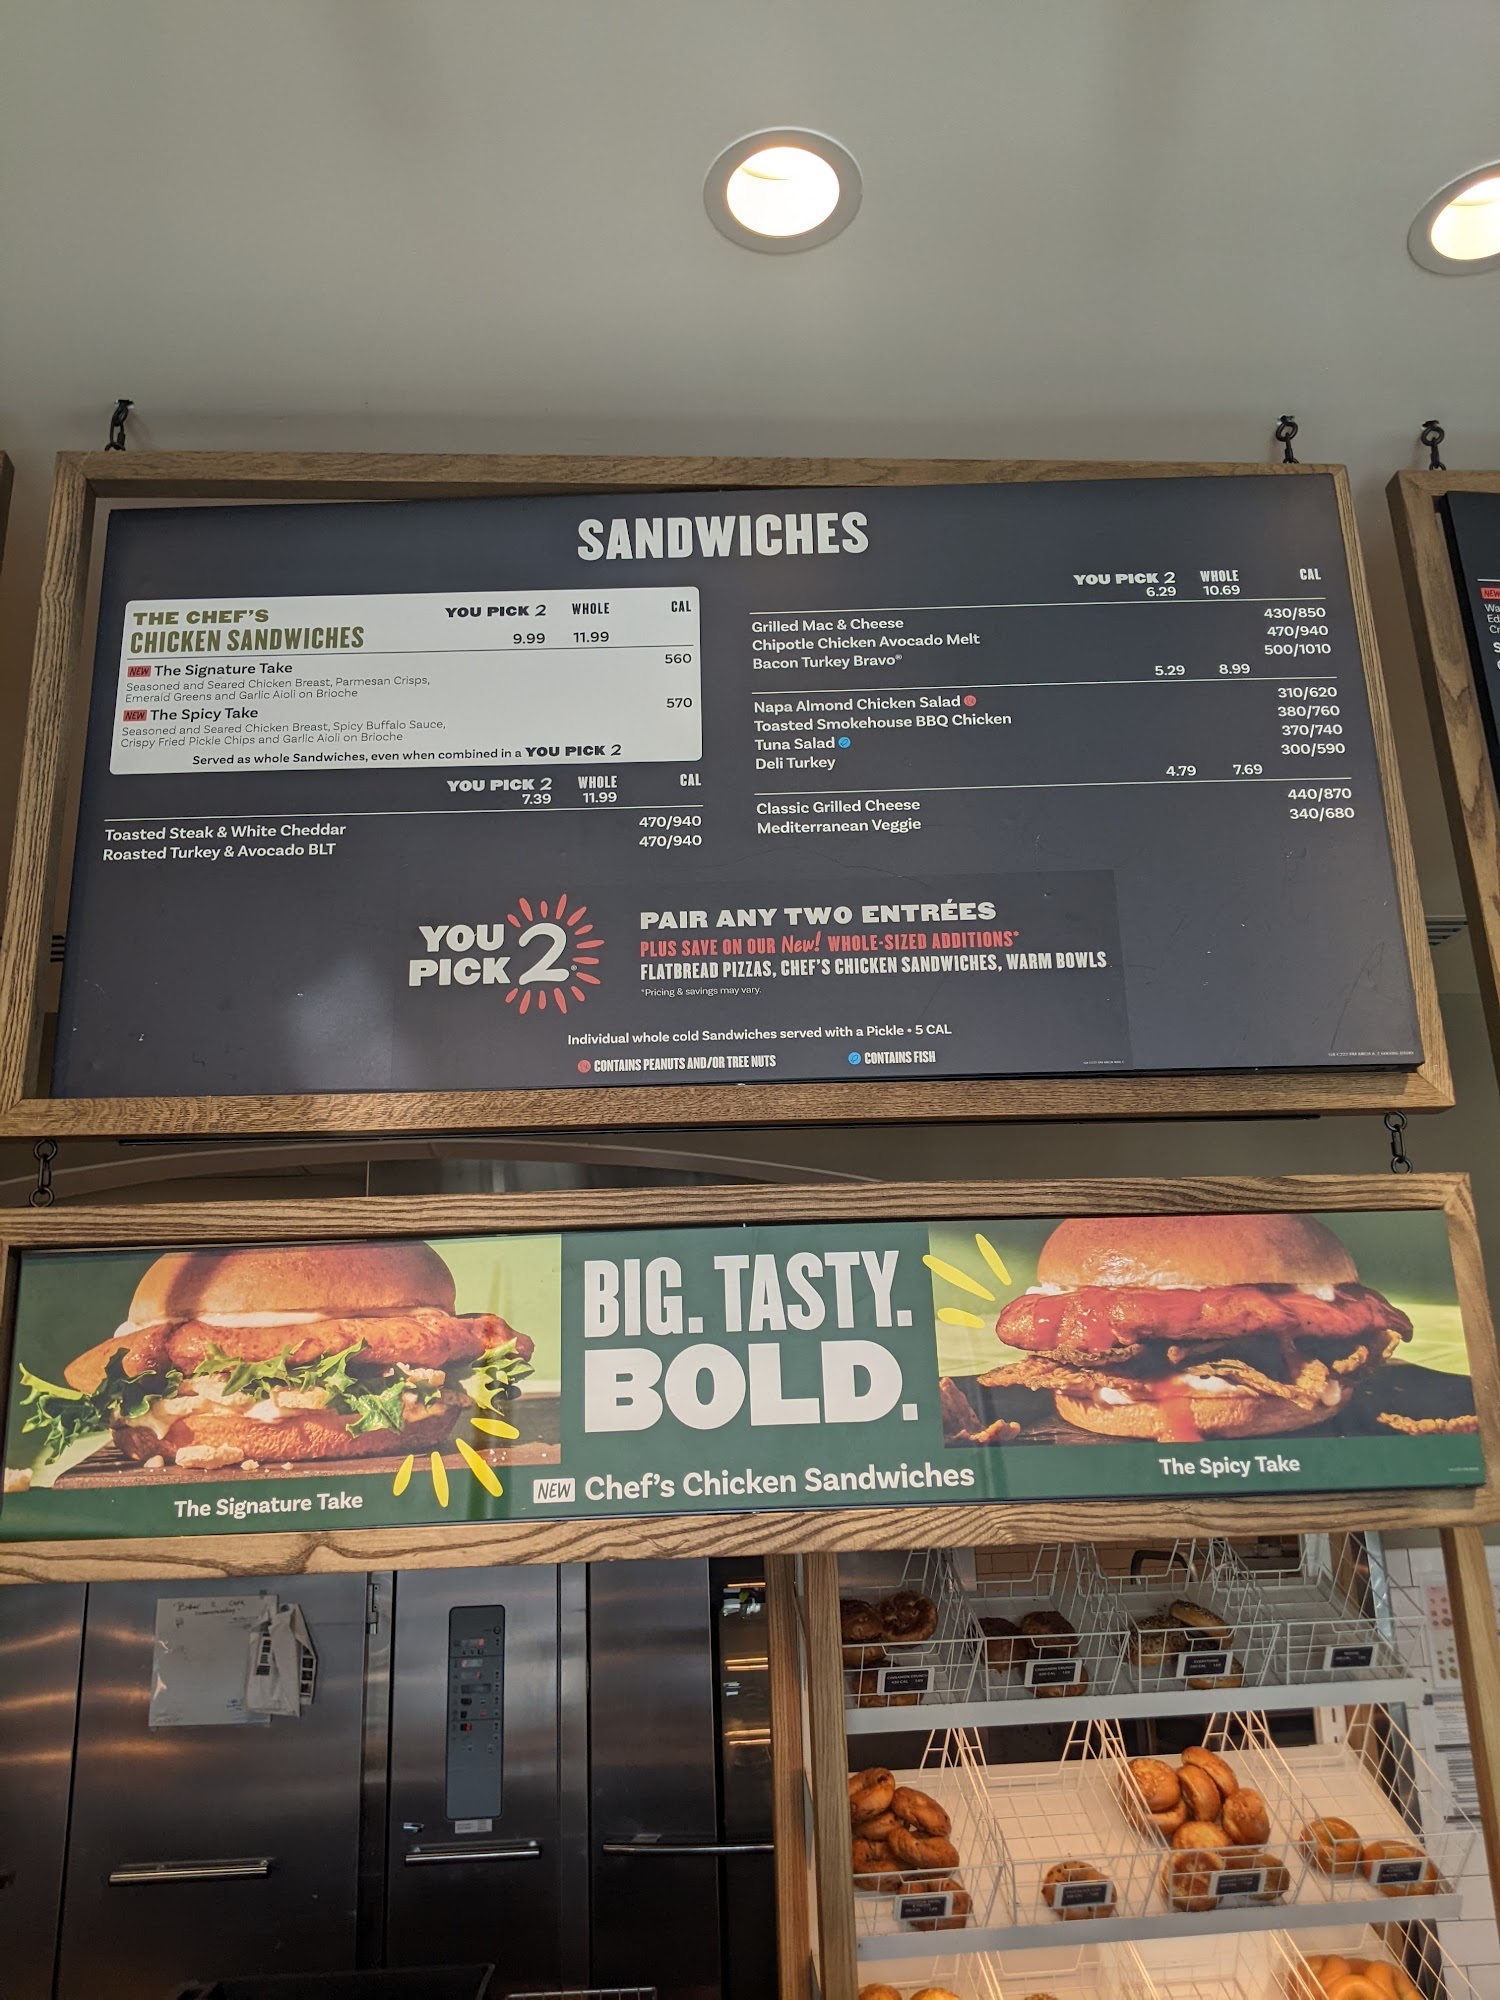 SANDWICHES
THE CHEF'S YOU PICK 2 WHOLE CAL
CHICKEN SANDWICHES 9.99 11.99
NEW The Signature Take 560
Seasoned and Seared Chicken Breast, Parmesan Crisps,
Emerald Greens and Garlic Aioli on Brioche
NEW The Spicy Take 570
Seasoned and Seared Chicken Breast, Spicy Buffalo Sauce,
Crispy Fried Pickle Chips and Garlic Aioli on Brioche
Served as whole Sandwiches, even when combined in a YOU PICK 2
YOU PICK 2 WHOLE CAL
7.39 11.99
Toasted Steak & White Cheddar 470/940
Roasted Turkey & Avocado BLT 470/940
YOU PICK 2 WHOLE CAL
6.29 10.69
Grilled Mac & Cheese 430/850
Chipotle Chicken Avocado Melt 470/940
Bacon Turkey Bravo® 500/1010
5.29 8.99
Napa Almond Chicken Salad 310/620
Toasted Smokehouse BBQ Chicken 380/760
Tuna Salad 370/740
Deli Turkey 300/590
4.79 7.69
Classic Grilled Cheese 440/870
Mediterranean Veggie 340/680
YOU PICK 2®
PAIR ANY TWO ENTRÉES
PLUS SAVE ON OUR New! WHOLE-SIZED ADDITIONS*
FLATBREAD PIZZAS, CHEF'S CHICKEN SANDWICHES, WARM BOWLS
*Pricing & savings may vary.
Individual whole cold Sandwiches served with a Pickle • 5 CAL
CONTAINS PEANUTS AND/OR TREE NUTS CONTAINS FISH
NEW
BIG. TASTY.
BOLD.
NEW Chef's Chicken Sandwiches
The Signature Take
The Spicy Take